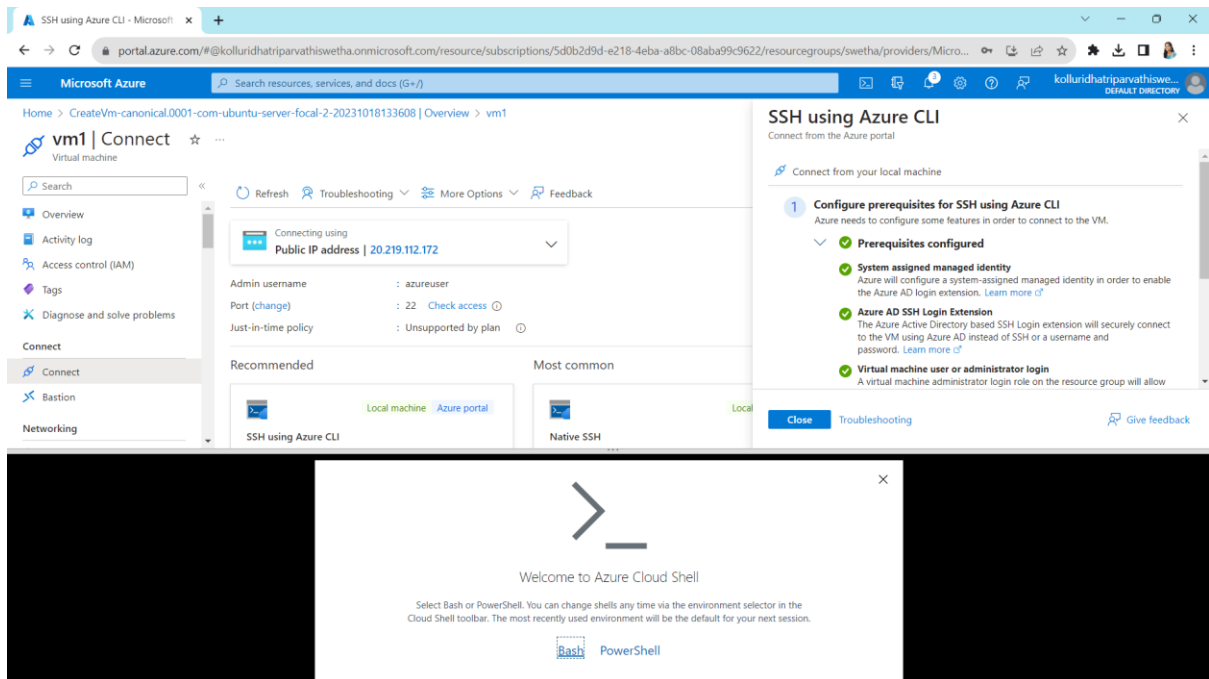 SSH using Azure CLI - Microsoft
portal.azure.com/#@kolluridhatriparvathiswetha.onmicrosoft.com/resource/subscriptions/5d0b2d9d-e218-4eba-a8bc-08aba99c9622/resourcegroups/swetha/providers/Micro...
Microsoft Azure
Search resources, services, and docs (G+/)
3
kolluridhatriparvathiswe...
DEFAULT DIRECTORY
Home > CreateVm-canonical.0001-com-ubuntu-server-focal-2-20231018133608 | Overview > vm1
vm1 | Connect
Virtual machine
Search
Overview
Activity log
Access control (IAM)
Tags
Diagnose and solve problems
Connect
Connect
Bastion
Networking
Refresh Troubleshooting More Options Feedback
Connecting using
Public IP address | 20.219.112.172
Admin username : azureuser
Port (change) : 22 Check access
Just-in-time policy : Unsupported by plan
Recommended
Most common
Local machine Azure portal
SSH using Azure CLI
Local
Native SSH
SSH using Azure CLI
Connect from the Azure portal
Connect from your local machine
1 Configure prerequisites for SSH using Azure CLI
Azure needs to configure some features in order to connect to the VM.
Prerequisites configured
System assigned managed identity
Azure will configure a system-assigned managed identity in order to enable
the Azure AD login extension. Learn more
Azure AD SSH Login Extension
The Azure Active Directory based SSH Login extension will securely connect
to the VM using Azure AD instead of SSH or a username and
password. Learn more
Virtual machine user or administrator login
A virtual machine administrator login role on the resource group will allow
Close Troubleshooting Give feedback
Welcome to Azure Cloud Shell
Select Bash or PowerShell. You can change shells any time via the environment selector in the
Cloud Shell toolbar. The most recently used environment will be the default for your next session.
Bash PowerShell